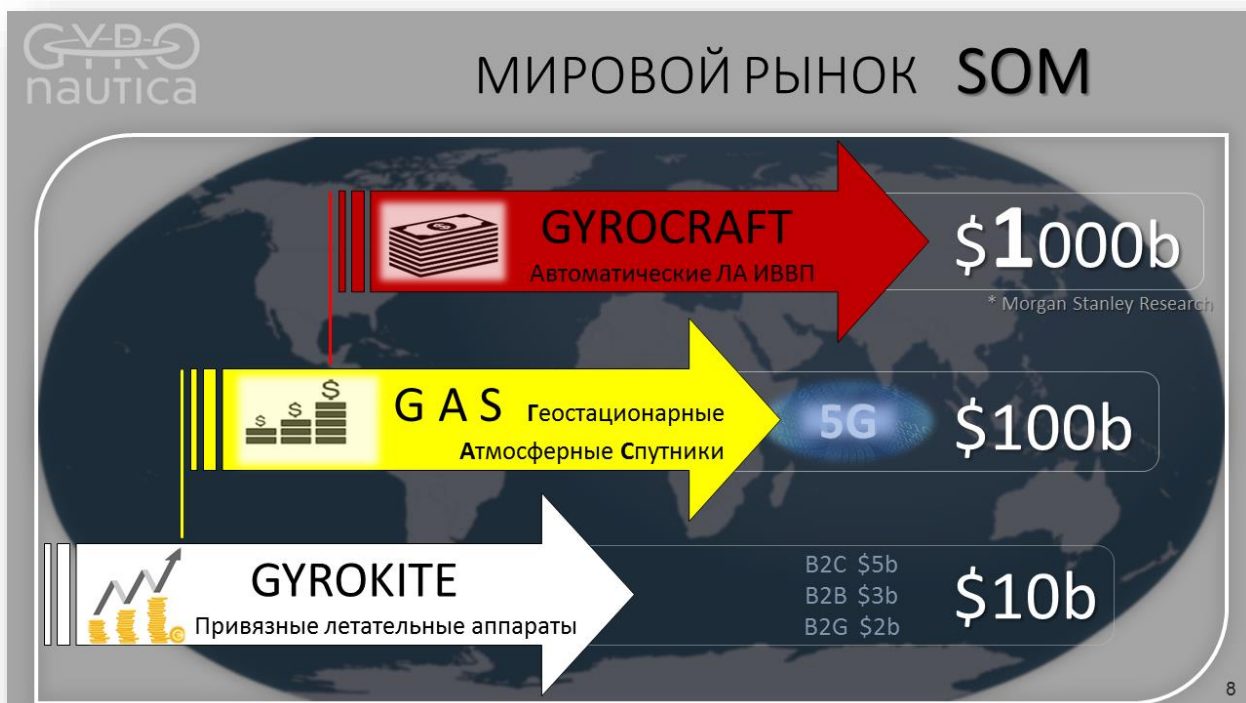 GYRO
nautica
МИРОВОЙ РЫНОК SOM
GYROCRAFT
Автоматические ЛА ИВВП
$1000b
* Morgan Stanley Research
G A S Геостационарные
Атмосферные Спутники
5G
$100b
GYROKITE
Привязные летательные аппараты
B2C $5b
B2B $3b
B2G $2b
$10b
8